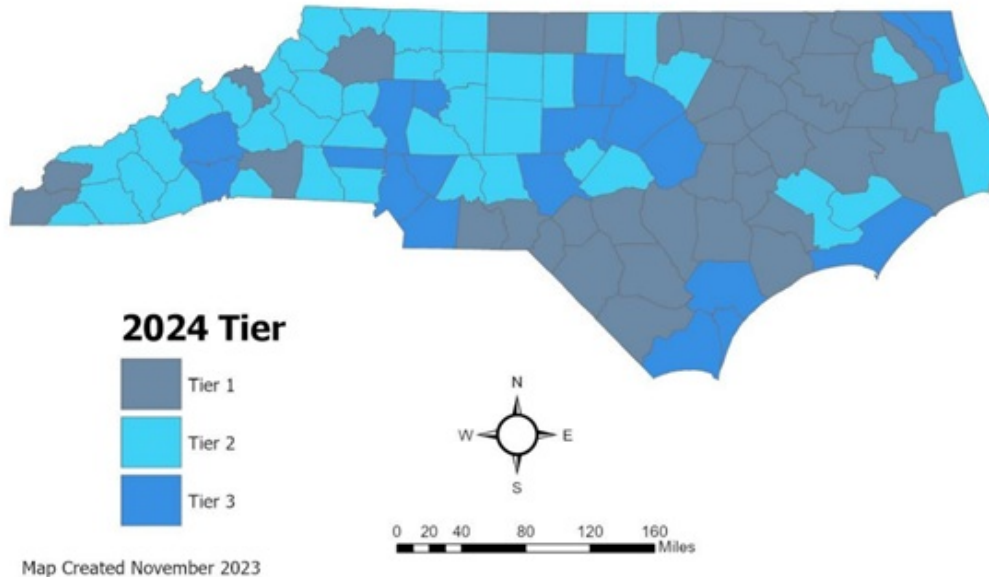 2024 Tier
Tier 1
Tier 2
Tier 3
N
W E
S
0 20 40 80 120 160
Miles
Map Created November 2023